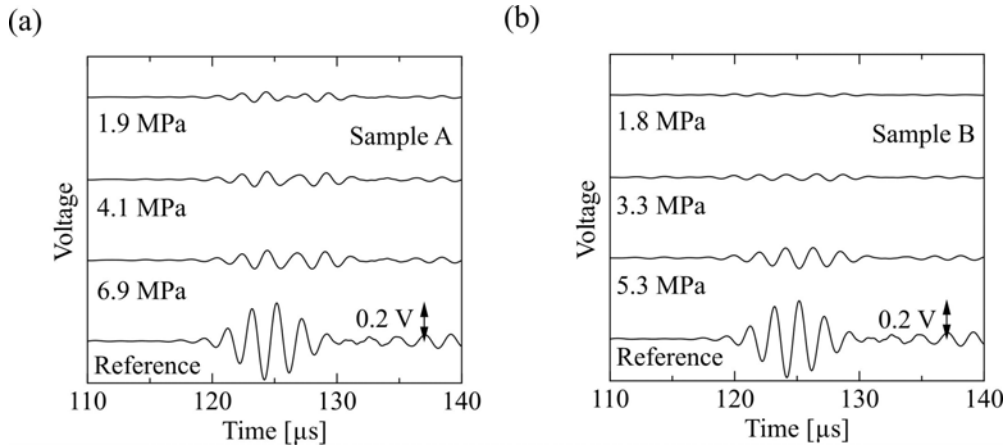 (a)
Voltage
1.9 MPa
Sample A
4.1 MPa
6.9 MPa
0.2 V
Reference
110 120 130 140
Time [µs]
(b)
Voltage
1.8 MPa
Sample B
3.3 MPa
5.3 MPa
0.2 V
Reference
110 120 130 140
Time [µs]